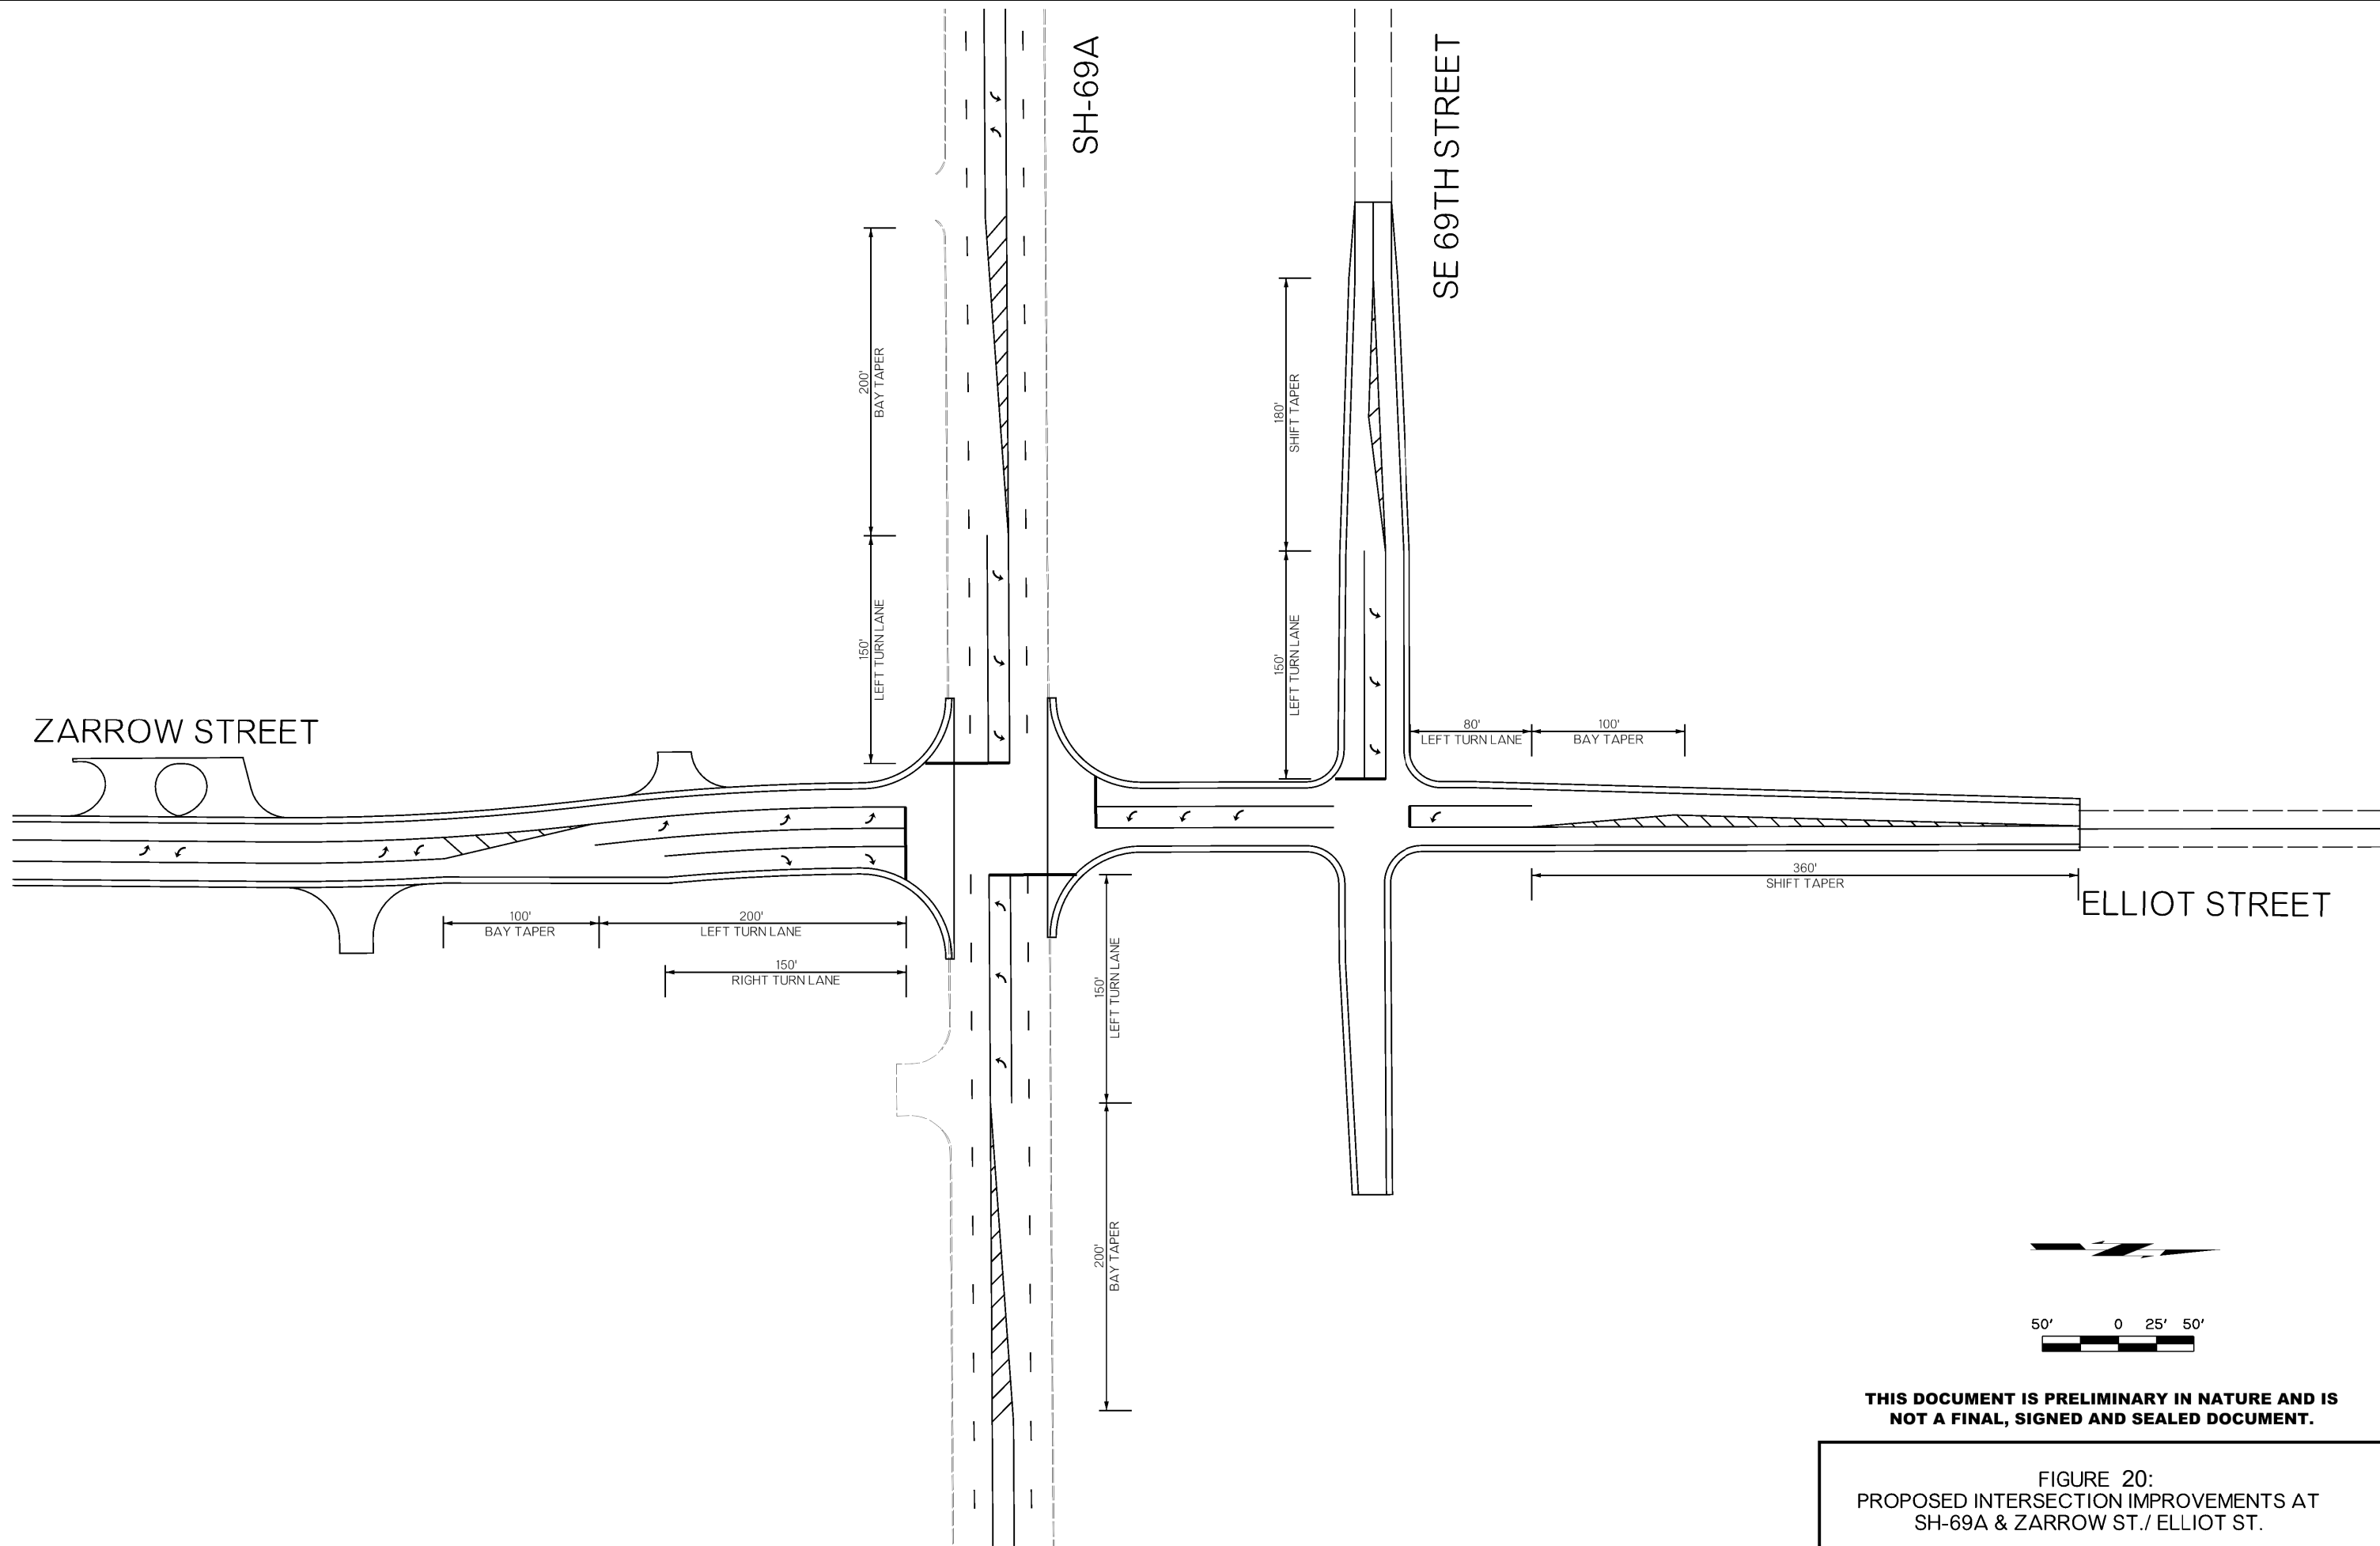 SH-69A
SE 69TH STREET
200'
BAY TAPER
150'
LEFT TURN LANE
180'
SHIFT TAPER
150'
LEFT TURN LANE
ZARROW STREET
80'
LEFT TURN LANE
100'
BAY TAPER
360'
SHIFT TAPER
ELLIOT STREET
100'
BAY TAPER
200'
LEFT TURN LANE
150'
RIGHT TURN LANE
150'
LEFT TURN LANE
200'
BAY TAPER
50' 0 25' 50'
THIS DOCUMENT IS PRELIMINARY IN NATURE AND IS
NOT A FINAL, SIGNED AND SEALED DOCUMENT.
FIGURE 20:
PROPOSED INTERSECTION IMPROVEMENTS AT
SH-69A & ZARROW ST./ ELLIOT ST.